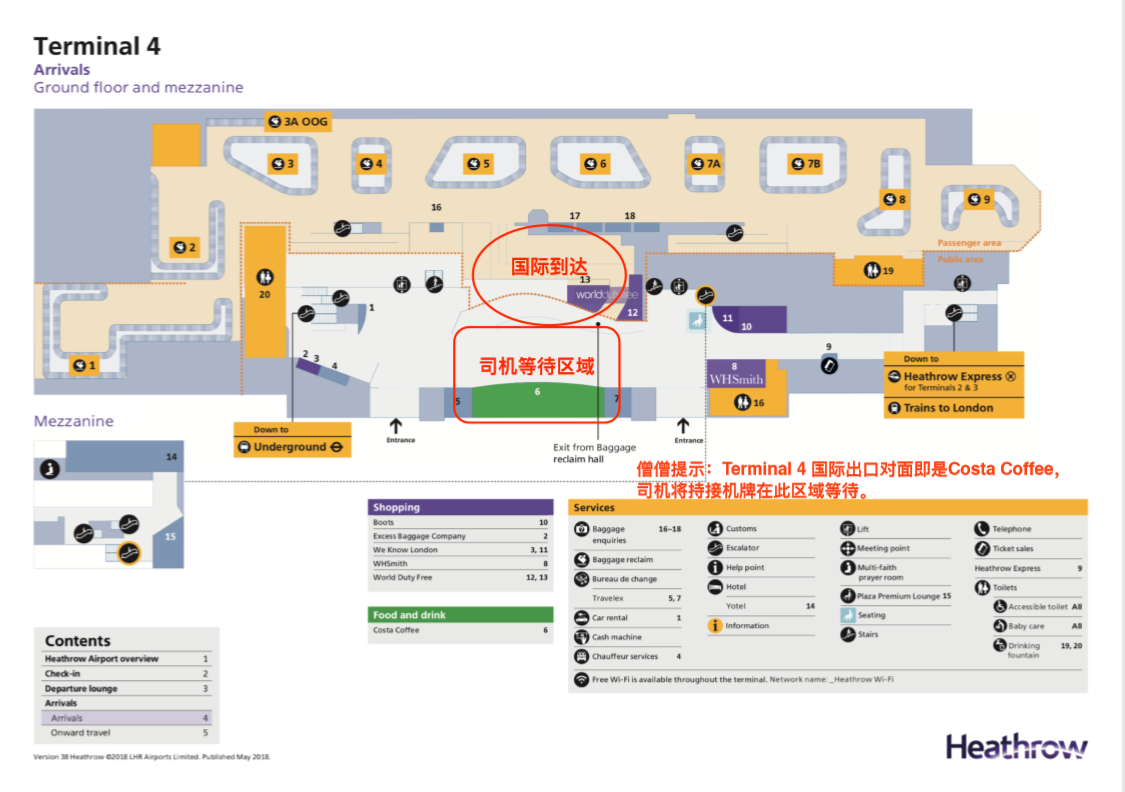 Terminal 4
Arrivals
Ground floor and mezzanine
3A OOG
3
4
5
6
7A
7B
8
9
2
1
16
17
18
国际到达
13
worlddutyfree
12
Passenger area
Public area
19
20
1
11
10
2
3
4
司机等待区域
5
6
7
8
WHSmith
16
9
Down to
Heathrow Express
for Terminals 2 & 3
Trains to London
Mezzanine
Down to
Underground
Entrance
Entrance
Exit from Baggage
reclaim hall
14
15
僧僧提示：Terminal 4 国际出口对面即是Costa Coffee，
司机将持接机牌在此区域等待。
Shopping
Boots 10
Excess Baggage Company 2
We Know London 3, 11
WHSmith 8
World Duty Free 12, 13
Food and drink
Costa Coffee 6
Services
Baggage 16–18
enquiries
Baggage reclaim
Bureau de change
Travelex 5, 7
Car rental 1
Cash machine
Chauffeur services 4
Customs
Escalator
Help point
Hotel
Yotel 14
Information
Lift
Meeting point
Multi-faith
prayer room
Plaza Premium Lounge 15
Seating
Stairs
Telephone
Ticket sales
Heathrow Express 9
Toilets
Accessible toilet All
Baby care All
Drinking 19, 20
fountain
Free Wi-Fi is available throughout the terminal. Network name: _Heathrow Wi-Fi
Contents
Heathrow Airport overview 1
Check-in 2
Departure lounge 3
Arrivals
Arrivals 4
Onward travel 5
Version 38 Heathrow ©2018 LHR Airports Limited. Published May 2018.
Heathrow